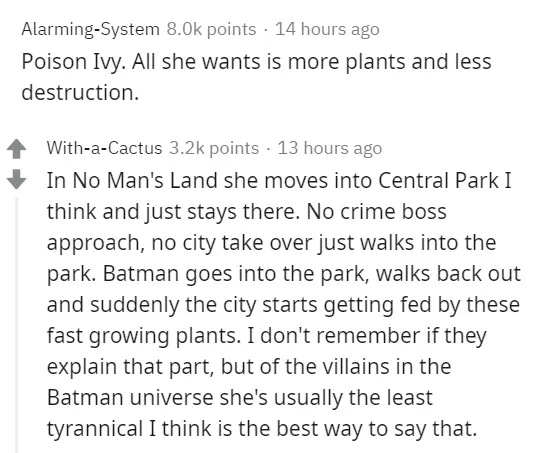 Alarming-System 8.0k points · 14 hours ago
Poison Ivy. All she wants is more plants and less
destruction.
With-a-Cactus 3.2k points · 13 hours ago
In No Man's Land she moves into Central Park I
think and just stays there. No crime boss
approach, no city take over just walks into the
park. Batman goes into the park, walks back out
and suddenly the city starts getting fed by these
fast growing plants. I don't remember if they
explain that part, but of the villains in the
Batman universe she's usually the least
tyrannical I think is the best way to say that.